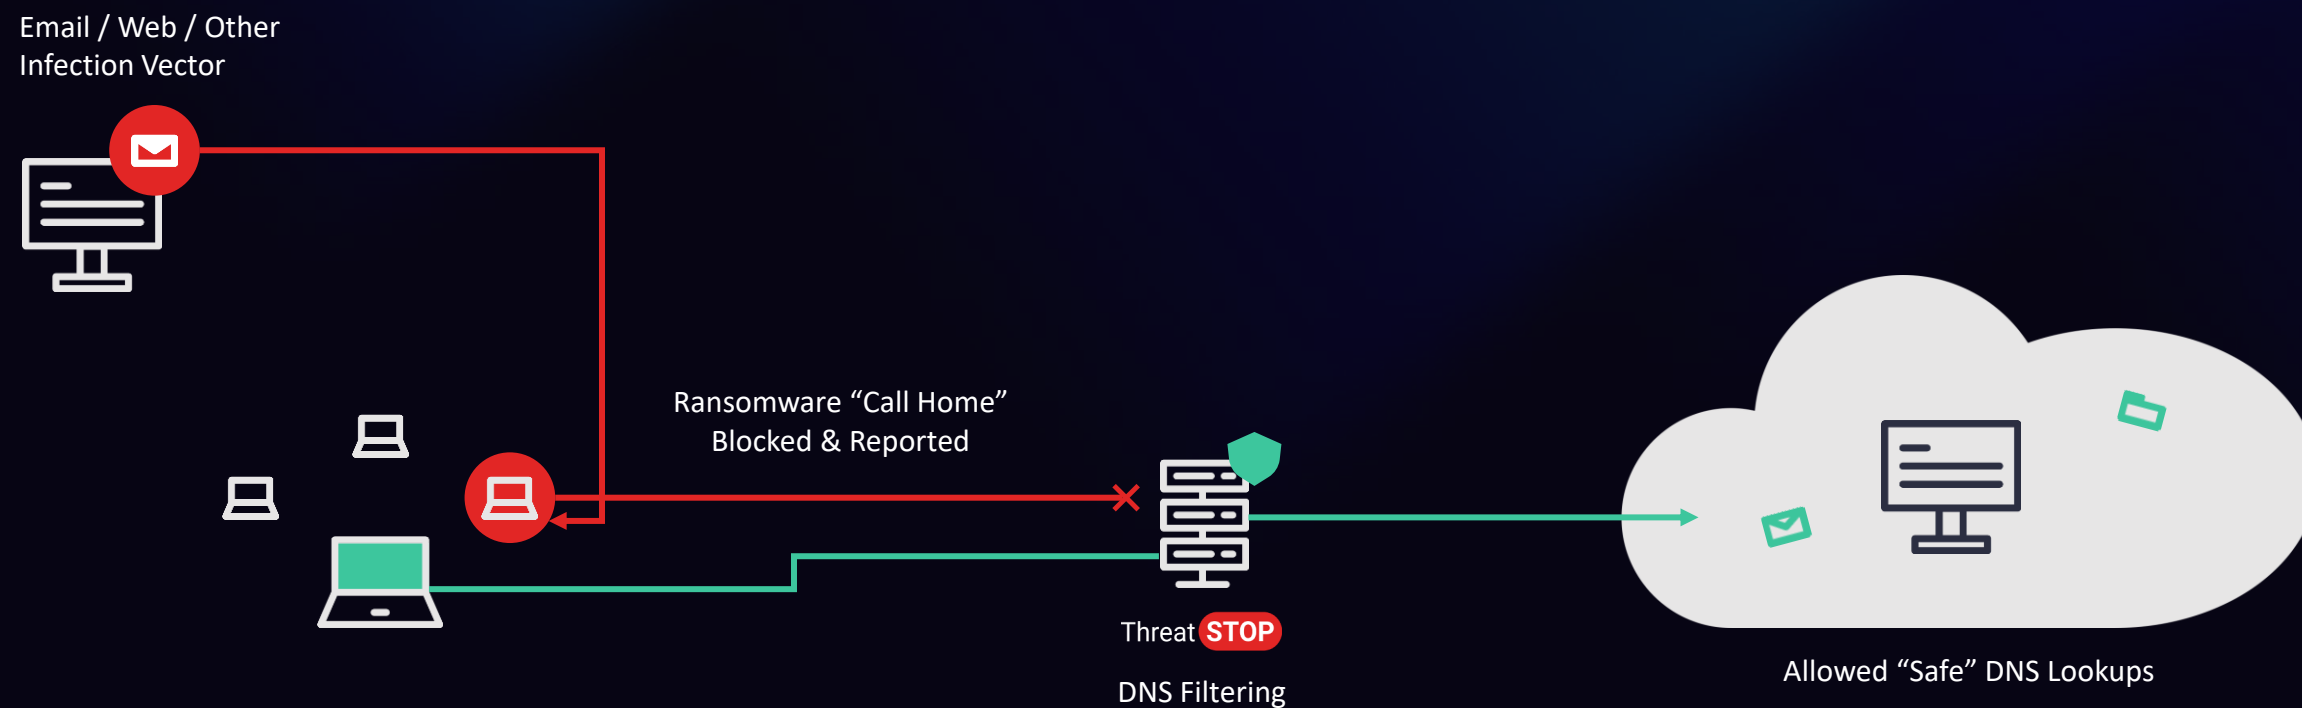 Email / Web / Other
Infection Vector
Ransomware “Call Home”
Blocked & Reported
Threat STOP
DNS Filtering
Allowed “Safe” DNS Lookups